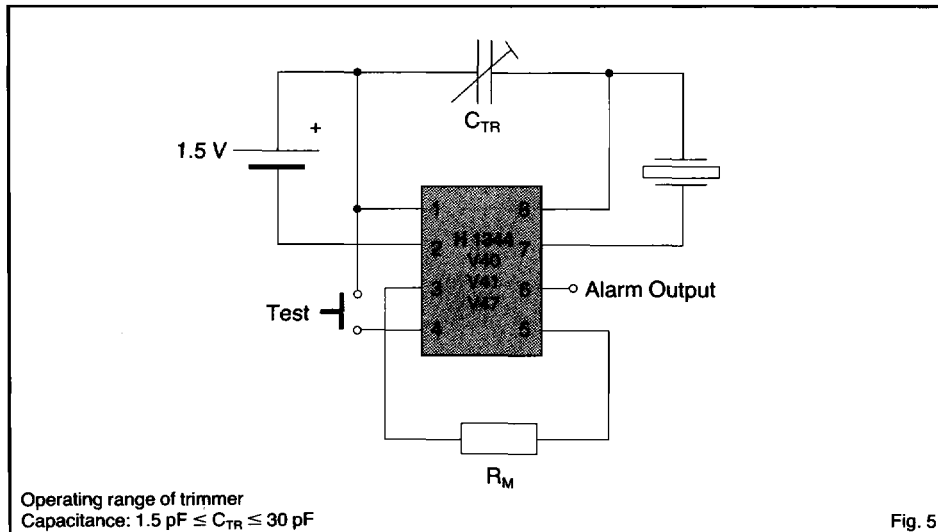 C_TR
+
1.5 V
1 8
H 1344
2 7
V40
3 V41 6
Alarm Output
V47
Test
4 5
R_M
Operating range of trimmer
Capacitance: 1.5 pF ≤ C_TR ≤ 30 pF
Fig. 5